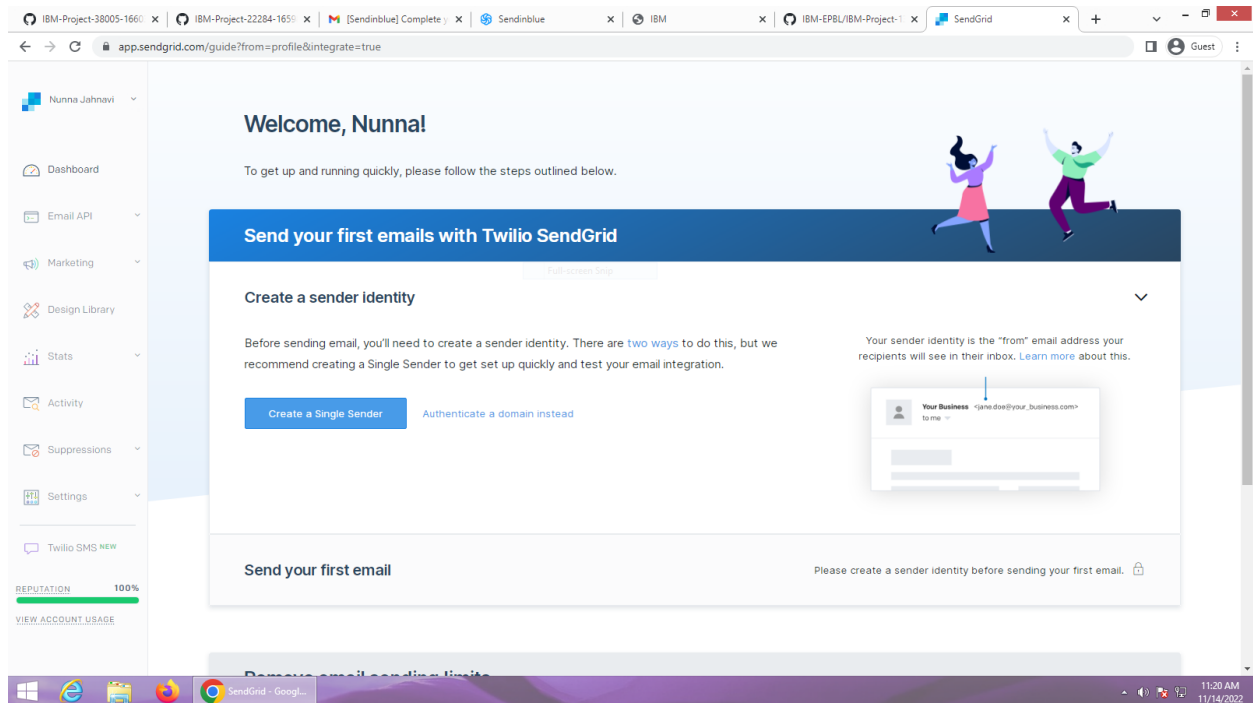 IBM-Project-38005-1660
IBM-Project-22284-1659
[Sendinblue] Complete y
Sendinblue
IBM
IBM-EPBL/IBM-Project-1
SendGrid
app.sendgrid.com/guide?from=profile&integrate=true
Guest
Nunna Jahnavi
Dashboard
Email API
Marketing
Design Library
Stats
Activity
Suppressions
Settings
Twilio SMS NEW
REPUTATION 100%
VIEW ACCOUNT USAGE
Welcome, Nunna!
To get up and running quickly, please follow the steps outlined below.
Send your first emails with Twilio SendGrid
Full-screen Snip
Create a sender identity
Before sending email, you'll need to create a sender identity. There are two ways to do this, but we
recommend creating a Single Sender to get set up quickly and test your email integration.
Create a Single Sender
Authenticate a domain instead
Your sender identity is the "from" email address your
recipients will see in their inbox. Learn more about this.
Your Business <jane.doe@your_business.com>
to me
Send your first email
Please create a sender identity before sending your first email.
Remove email sending limits
SendGrid - Googl...
11:20 AM
11/14/2022